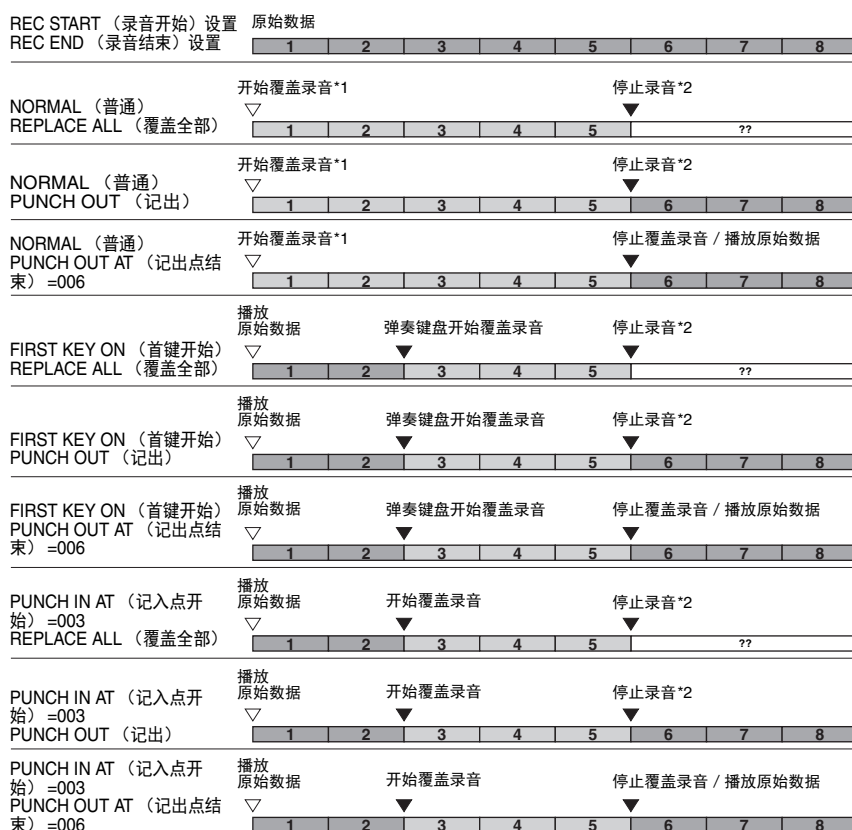 REC START （录音开始）设置
REC END （录音结束）设置
原始数据
1 2 3 4 5 6 7 8
NORMAL （普通）
REPLACE ALL （覆盖全部）
开始覆盖录音*1
停止录音*2
1 2 3 4 5 ??
NORMAL （普通）
PUNCH OUT （记出）
开始覆盖录音*1
停止录音*2
1 2 3 4 5 6 7 8
NORMAL （普通）
PUNCH OUT AT （记出点结
束） =006
开始覆盖录音*1
停止覆盖录音 / 播放原始数据
1 2 3 4 5 6 7 8
FIRST KEY ON （首键开始）
REPLACE ALL （覆盖全部）
播放
原始数据
弹奏键盘开始覆盖录音
停止录音*2
1 2 3 4 5 ??
FIRST KEY ON （首键开始）
PUNCH OUT （记出）
播放
原始数据
弹奏键盘开始覆盖录音
停止录音*2
1 2 3 4 5 6 7 8
FIRST KEY ON （首键开始）
PUNCH OUT AT （记出点结
束） =006
播放
原始数据
弹奏键盘开始覆盖录音
停止覆盖录音 / 播放原始数据
1 2 3 4 5 6 7 8
PUNCH IN AT （记入点开
始） =003
REPLACE ALL （覆盖全部）
播放
原始数据
开始覆盖录音
停止录音*2
1 2 3 4 5 ??
PUNCH IN AT （记入点开
始） =003
PUNCH OUT （记出）
播放
原始数据
开始覆盖录音
停止录音*2
1 2 3 4 5 6 7 8
PUNCH IN AT （记入点开
始） =003
PUNCH OUT AT （记出点结
束） =006
播放
原始数据
开始覆盖录音
停止覆盖录音 / 播放原始数据
1 2 3 4 5 6 7 8